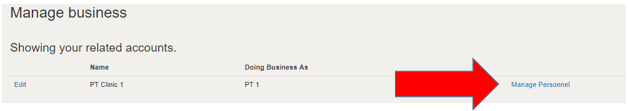 Manage business
Showing your related accounts.
Name Doing Business As
Edit PT Clinic 1 PT 1 Manage Personnel